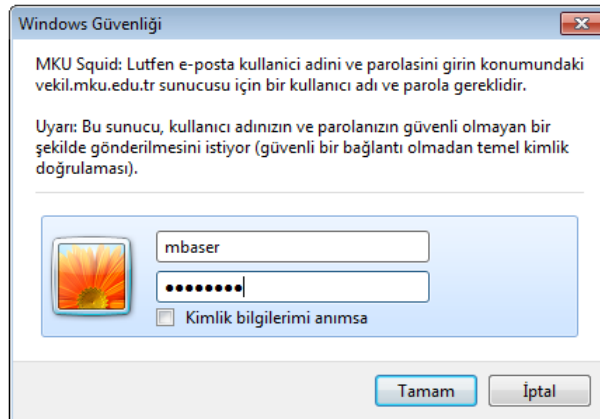 Windows Güvenliği
MKU Squid: Lutfen e-posta kullanici adini ve parolasini girin konumundaki
vekil.mku.edu.tr sunucusu için bir kullanıcı adı ve parola gereklidir.
Uyarı: Bu sunucu, kullanıcı adınızın ve parolanızın güvenli olmayan bir
şekilde gönderilmesini istiyor (güvenli bir bağlantı olmadan temel kimlik
doğrulaması).
mbaser
●●●●●●●●
Kimlik bilgilerimi anımsa
Tamam
İptal